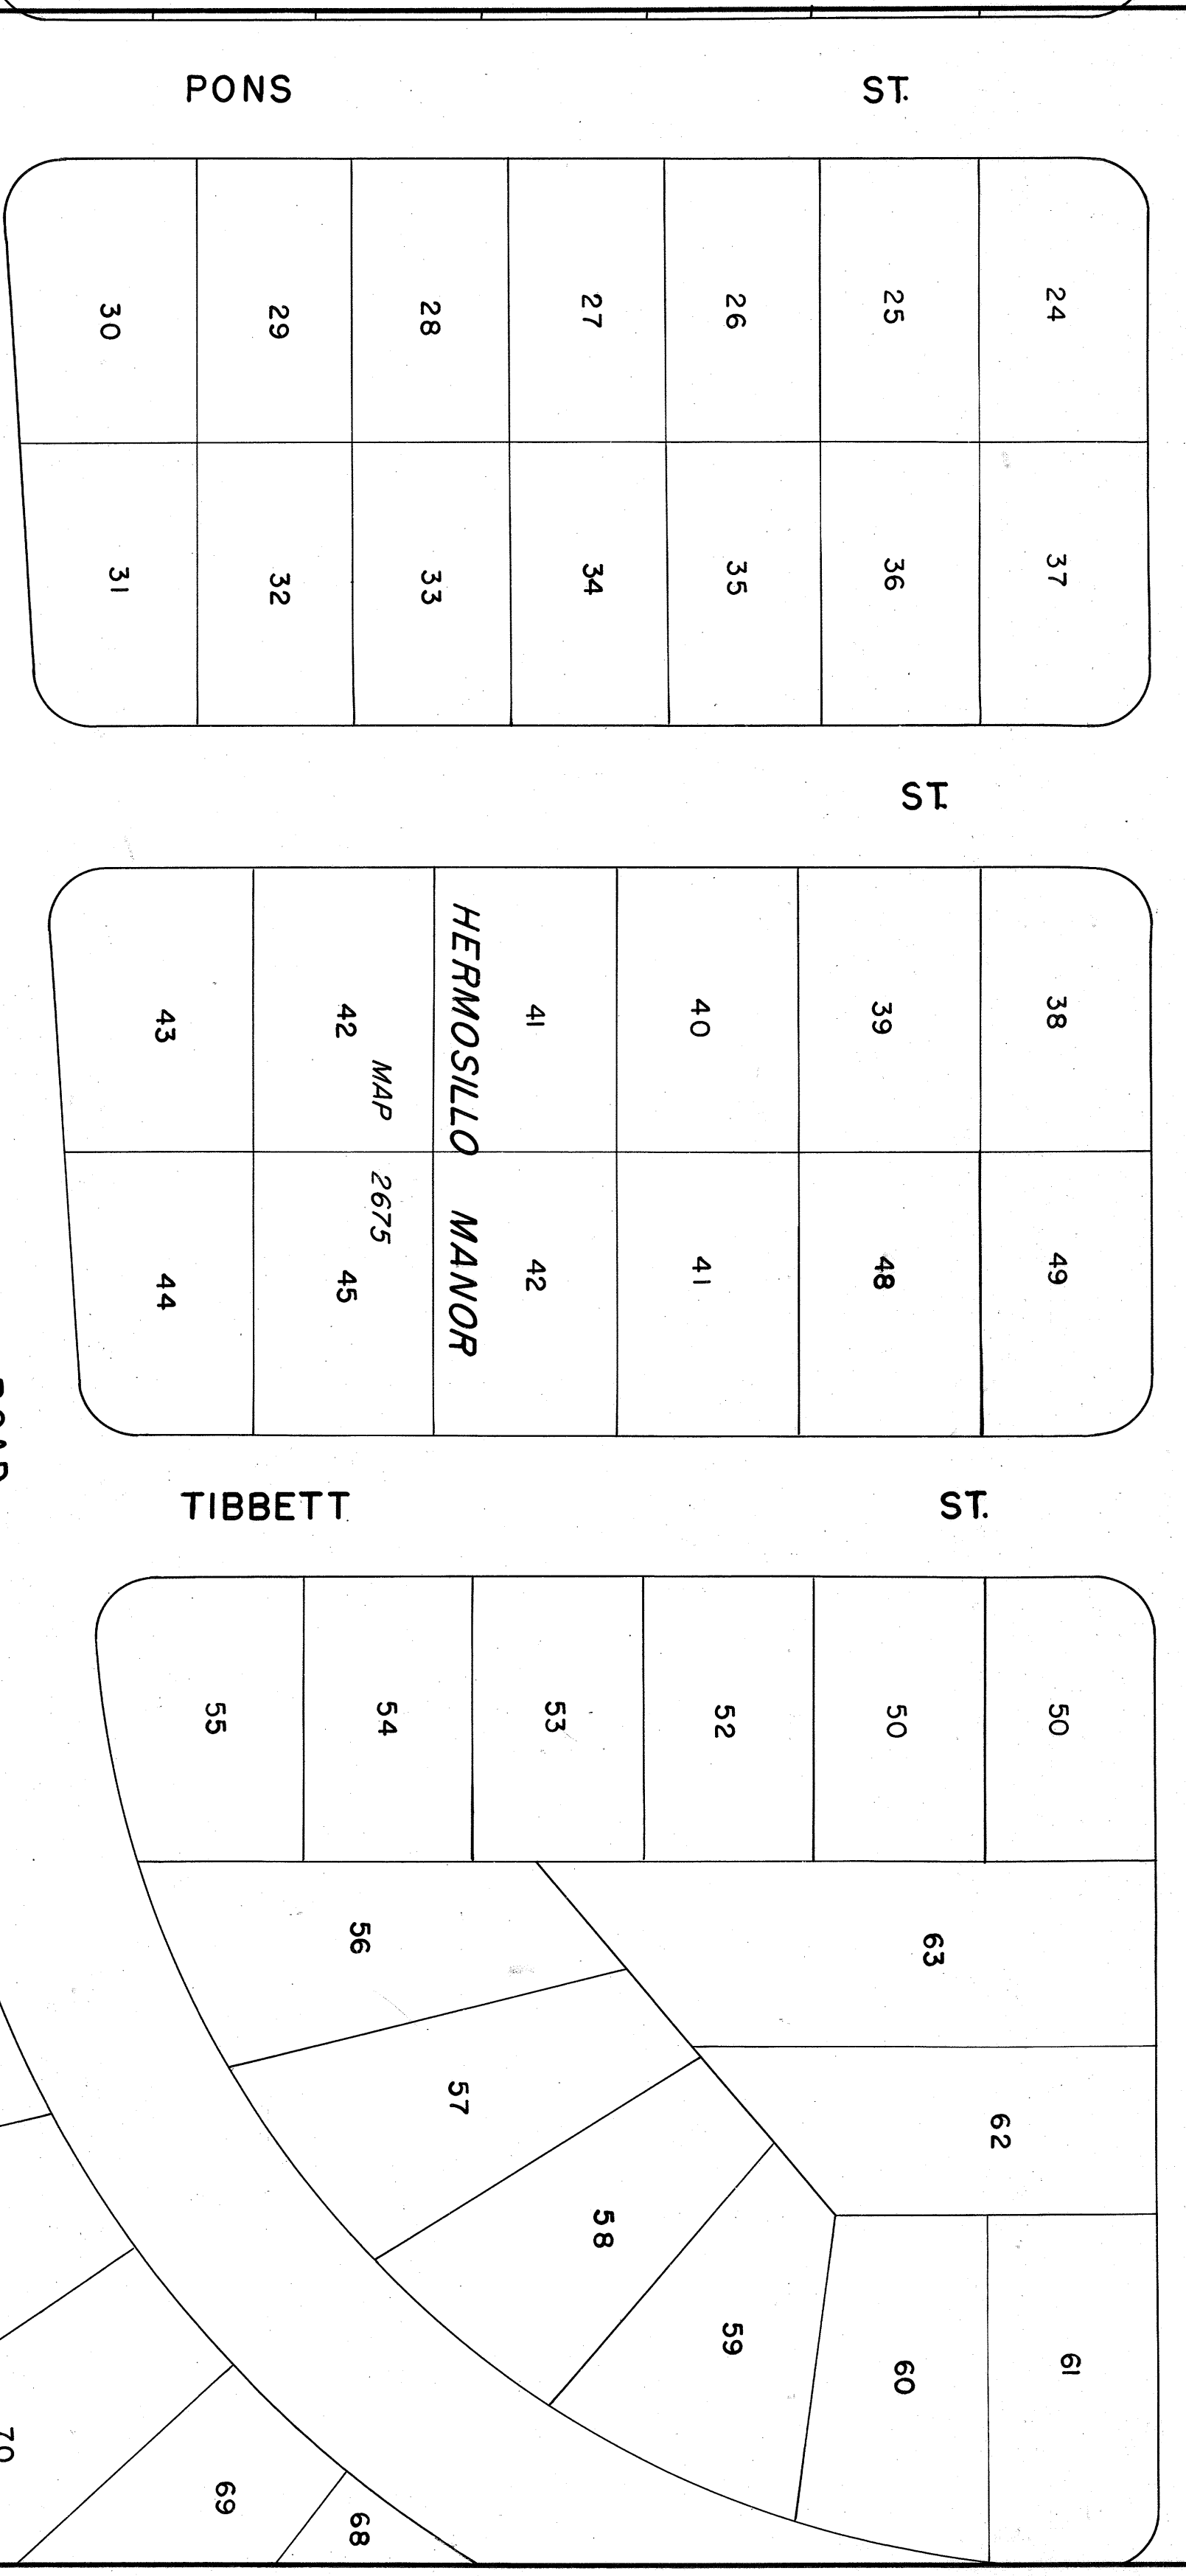 PONS ST.
30 29 28 27 26 25 24
31 32 33 34 35 36 37
ST.
43 42 41 40 39 38
HERMOSILLO MANOR
MAP 2675
44 45 42 41 48 49
TIBBETT ST.
55 54 53 52 50 50
56 63
57 62
58
59 60 61
70 69 68